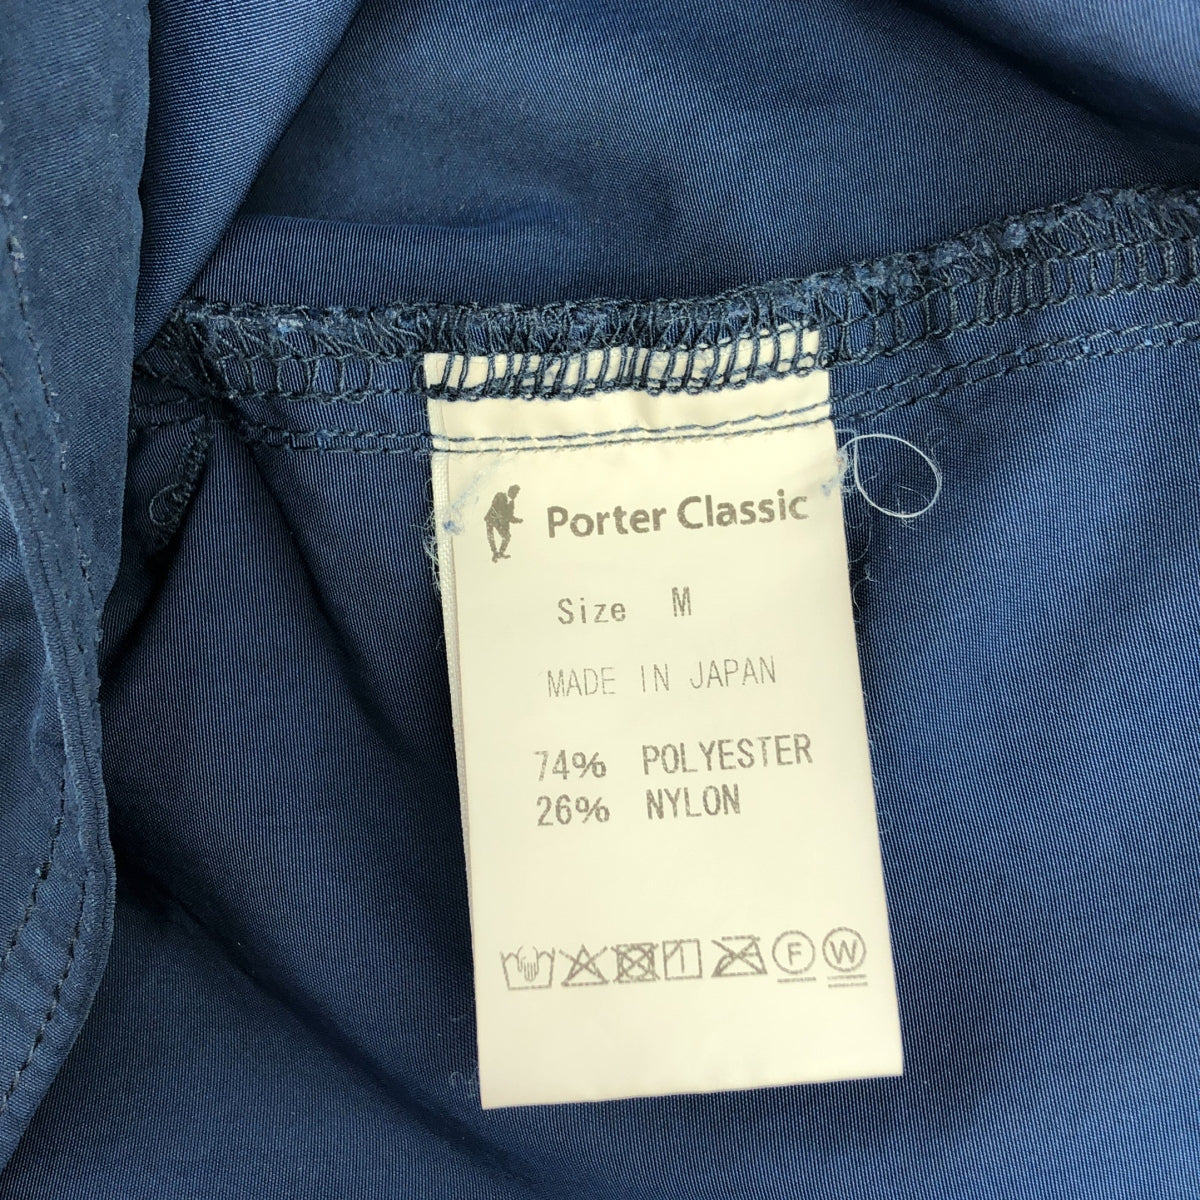 Porter Classic
Size M
MADE IN JAPAN
74% POLYESTER
26% NYLON
F W